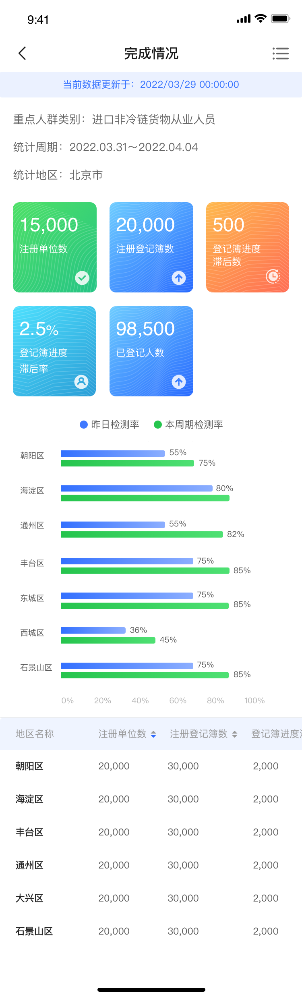 9:41
完成情况
当前数据更新于：2022/03/29 00:00:00
重点人群类别：进口非冷链货物从业人员
统计周期：2022.03.31～2022.04.04
统计地区：北京市
15,000
注册单位数
20,000
注册登记簿数
500
登记簿进度
滞后数
2.5%
登记簿进度
滞后率
98,500
已登记人数
昨日检测率 本周期检测率
朝阳区 55%
75%
海淀区 80%
通州区 55%
82%
丰台区 75%
85%
东城区 75%
85%
西城区 36%
45%
石景山区 75%
85%
0% 20% 40% 60% 80% 100%
地区名称 注册单位数 注册登记簿数 登记簿进度
朝阳区 20,000 30,000 2,000
海淀区 20,000 30,000 2,000
丰台区 20,000 30,000 2,000
通州区 20,000 30,000 2,000
大兴区 20,000 30,000 2,000
石景山区 20,000 30,000 2,000